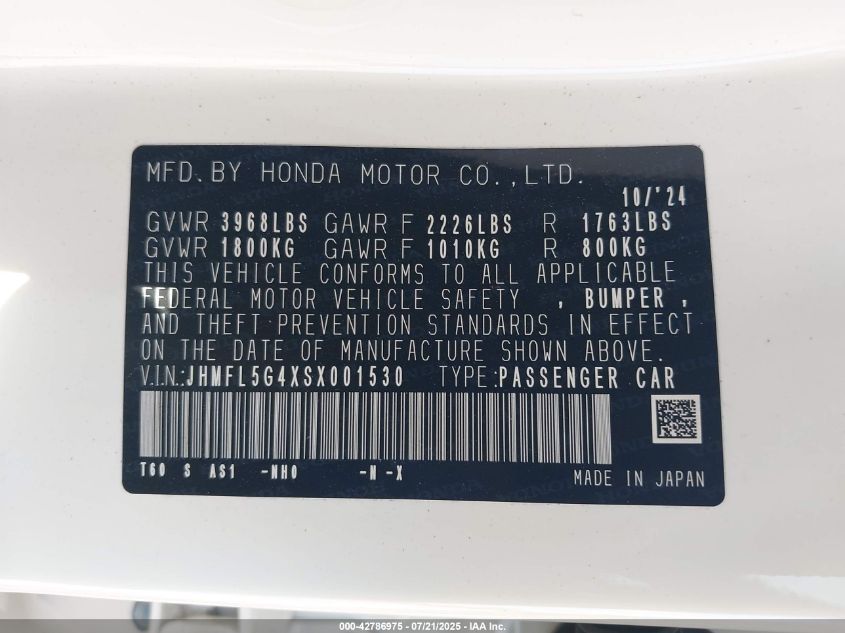 MFD. BY HONDA MOTOR CO., LTD.
10/'24
GVWR 3968LBS GAWR F 2226LBS R 1763LBS
GVWR 1800KG GAWR F 1010KG R 800KG
THIS VEHICLE CONFORMS TO ALL APPLICABLE
FEDERAL MOTOR VEHICLE SAFETY , BUMPER ,
AND THEFT PREVENTION STANDARDS IN EFFECT
ON THE DATE OF MANUFACTURE SHOWN ABOVE.
V.I.N.:JHMFL5G4XSX001530 TYPE:PASSENGER CAR
T60 S AS1 -NH0 -N -X
MADE IN JAPAN
000-42786975 - 07/21/2025 - IAA Inc.